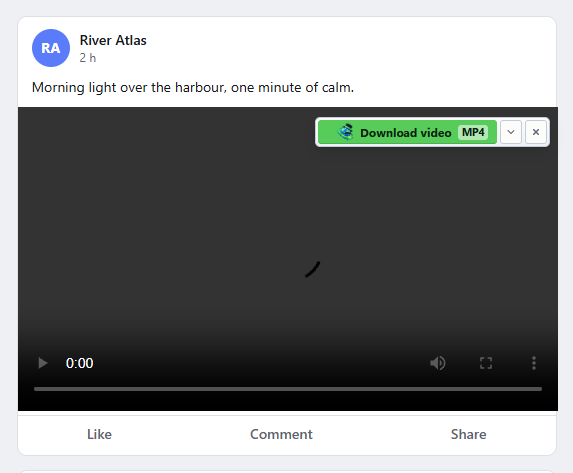 RA
River Atlas
2 h
Morning light over the harbour, one minute of calm.
Download video MP4
0:00
Like Comment Share